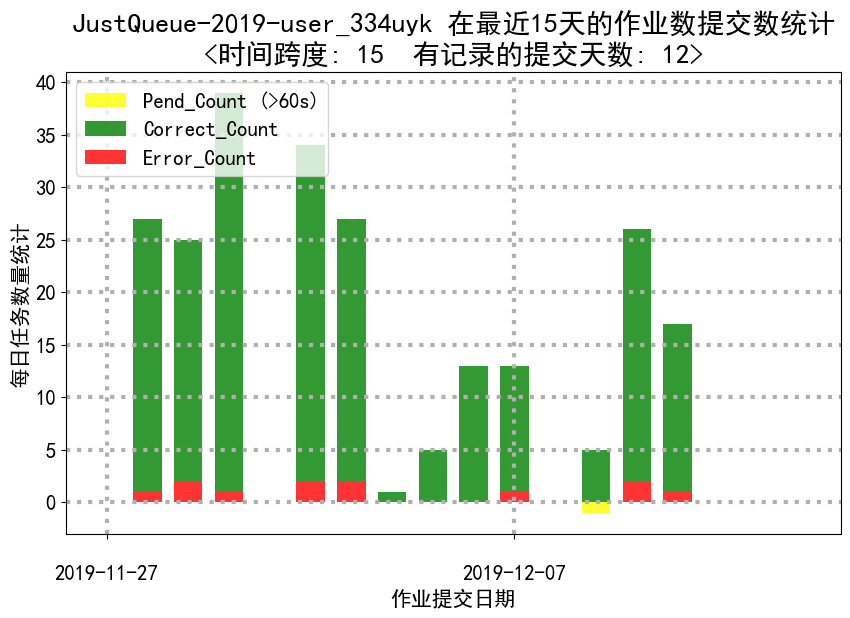 JustQueue-2019-user_334uyk 在最近15天的作业数提交数统计
<时间跨度: 15  有记录的提交天数: 12>
Pend_Count (>60s)
Correct_Count
Error_Count
每日任务数量统计
40
35
30
25
20
15
10
5
0
2019-11-27
2019-12-07
作业提交日期